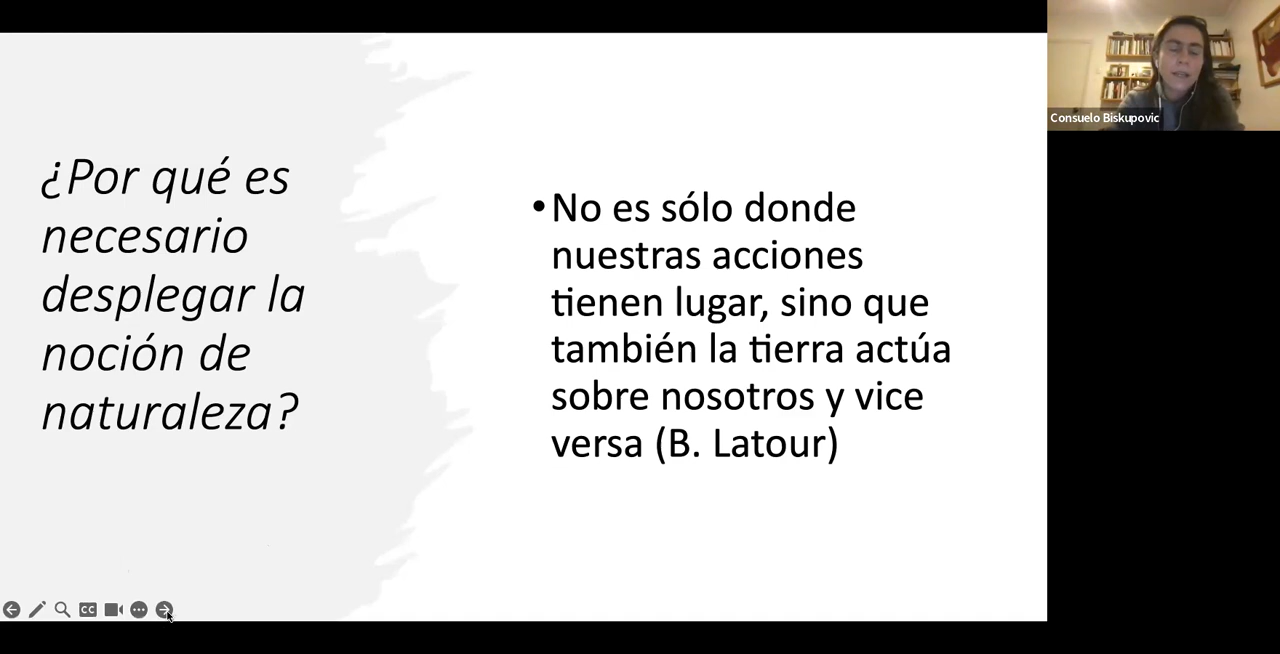 ¿Por qué es
necesario
desplegar la
noción de
naturaleza?
•No es sólo donde
nuestras acciones
tienen lugar, sino que
también la tierra actúa
sobre nosotros y vice
versa (B. Latour)
Consuelo Biskupovic
CC